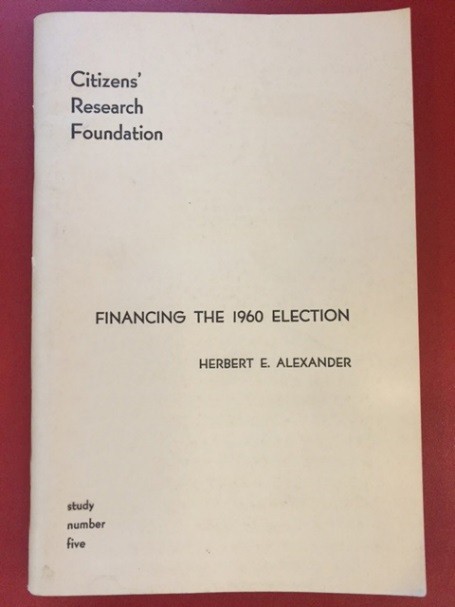 Citizens'
Research
Foundation
FINANCING THE 1960 ELECTION
HERBERT E. ALEXANDER
study
number
five